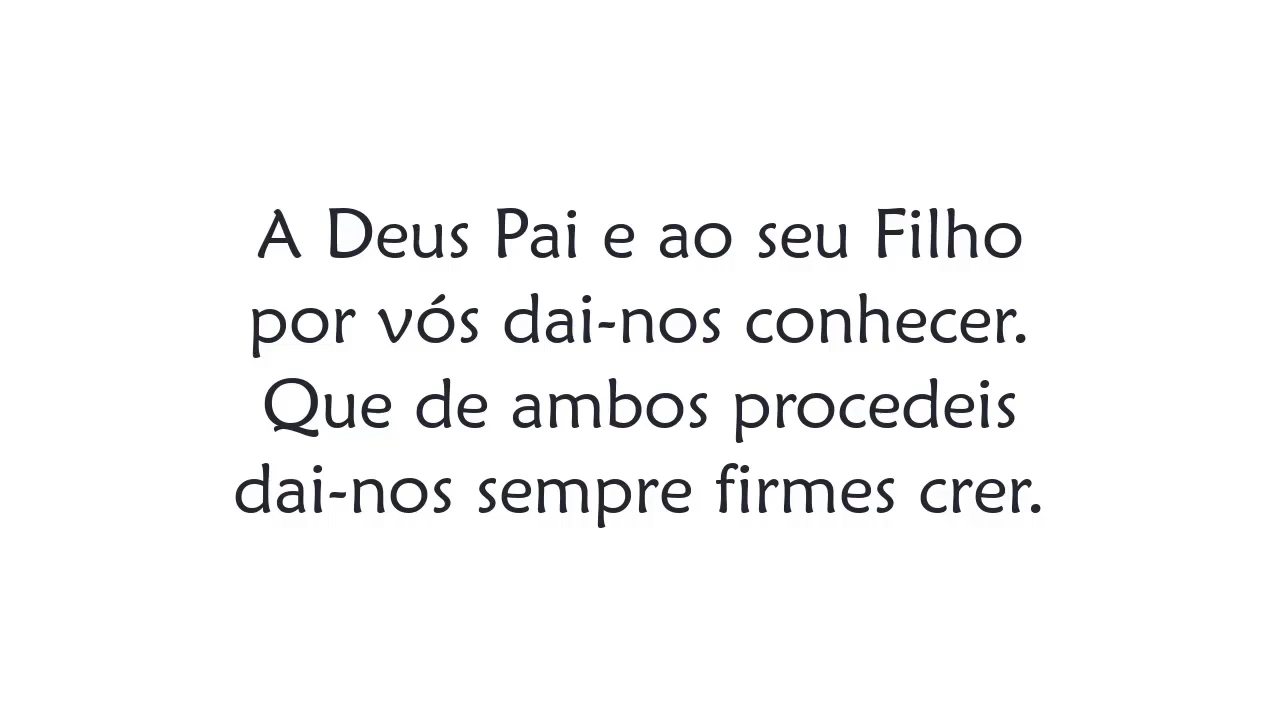 A Deus Pai e ao seu Filho
por vós dai-nos conhecer.
Que de ambos procedeis
dai-nos sempre firmes crer.